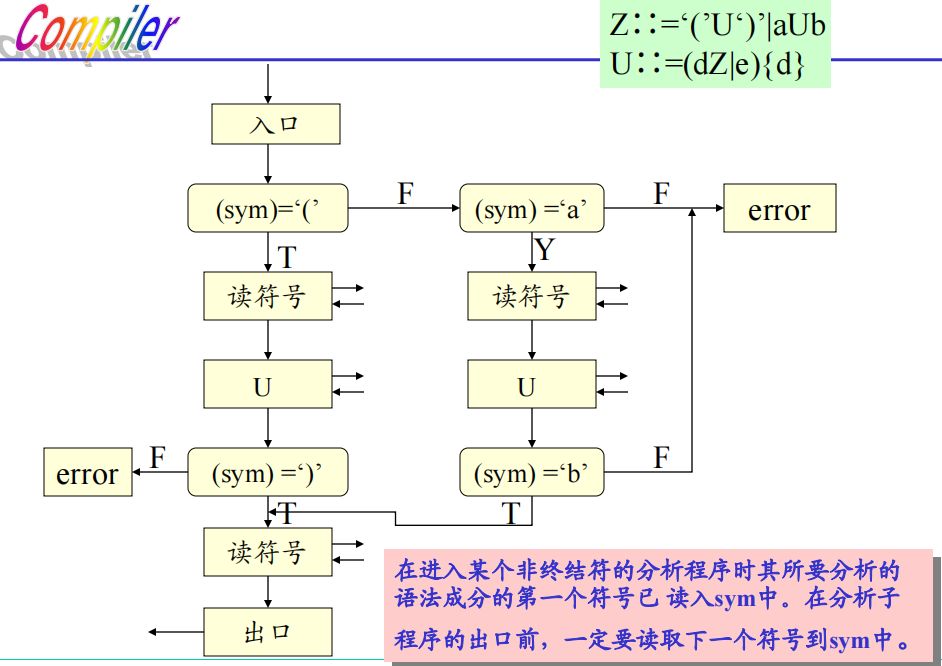 Compiler
Z∷=‘(’U‘)’|aUb
U∷=(dZ|e){d}
入口
(sym)=‘(’
F
(sym) =‘a’
F
error
T
Y
读符号
读符号
U
U
error
F
(sym) =‘)’
(sym) =‘b’
F
T
T
读符号
出口
在进入某个非终结符的分析程序时其所要分析的
语法成分的第一个符号已 读入sym中。在分析子
程序的出口前，一定要读取下一个符号到sym中。